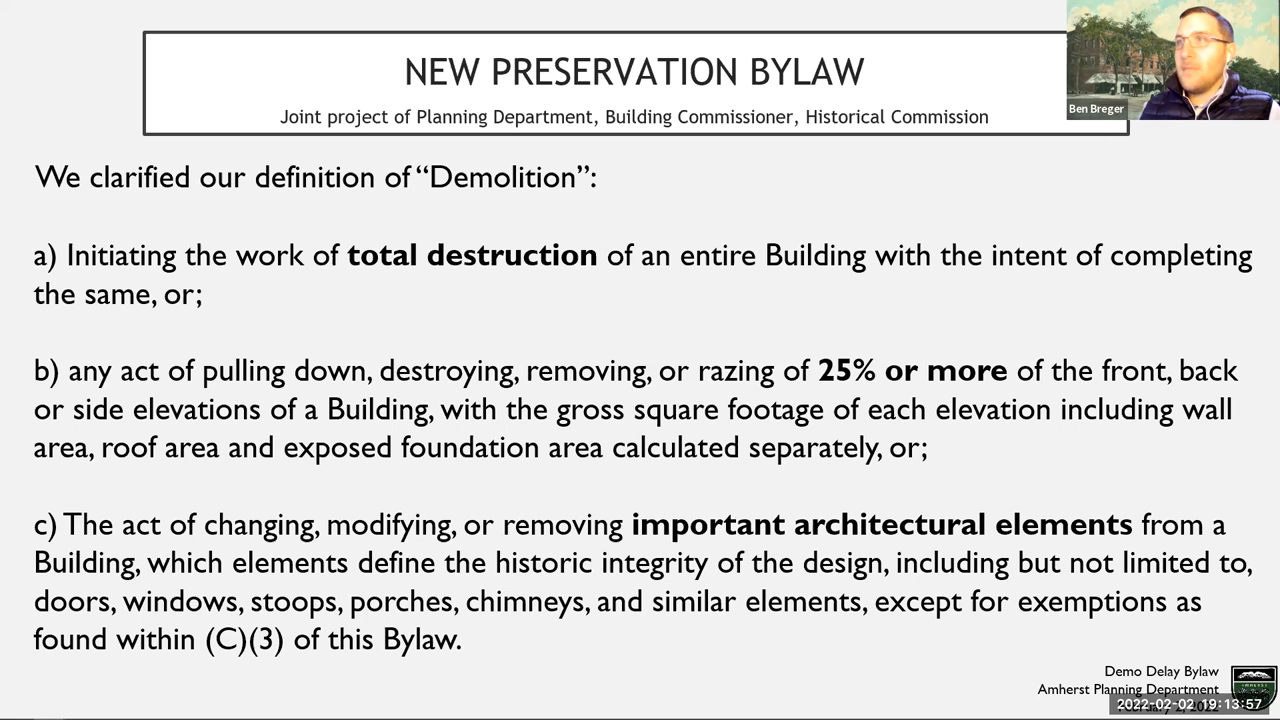 NEW PRESERVATION BYLAW
Joint project of Planning Department, Building Commissioner, Historical Commission
Ben Breger
We clarified our definition of “Demolition”:
a) Initiating the work of total destruction of an entire Building with the intent of completing
the same, or;
b) any act of pulling down, destroying, removing, or razing of 25% or more of the front, back
or side elevations of a Building, with the gross square footage of each elevation including wall
area, roof area and exposed foundation area calculated separately, or;
c) The act of changing, modifying, or removing important architectural elements from a
Building, which elements define the historic integrity of the design, including but not limited to,
doors, windows, stoops, porches, chimneys, and similar elements, except for exemptions as
found within (C)(3) of this Bylaw.
Demo Delay Bylaw
Amherst Planning Department
2022-02-02 19:13:57